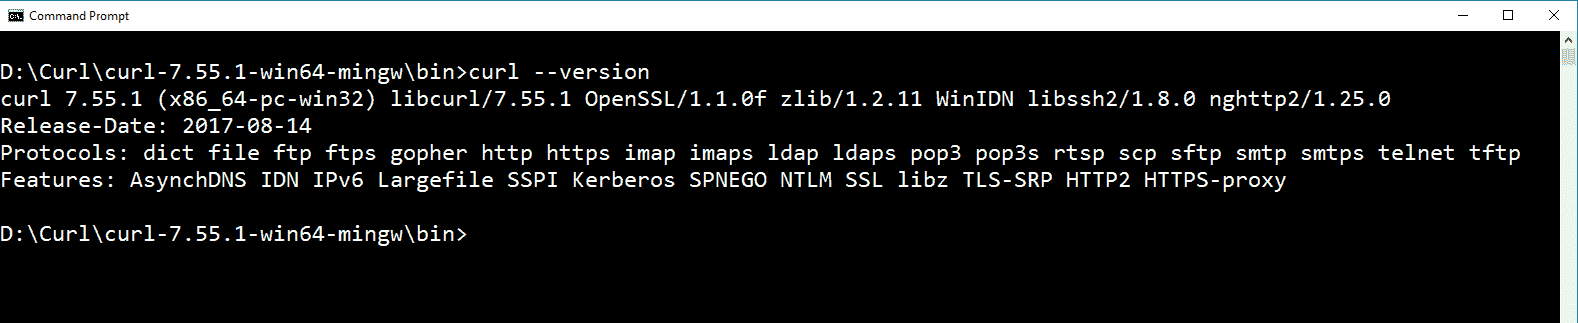 Command Prompt
D:\Curl\curl-7.55.1-win64-mingw\bin>curl --version
curl 7.55.1 (x86_64-pc-win32) libcurl/7.55.1 OpenSSL/1.1.0f zlib/1.2.11 WinIDN libssh2/1.8.0 nghttp2/1.25.0
Release-Date: 2017-08-14
Protocols: dict file ftp ftps gopher http https imap imaps ldap ldaps pop3 pop3s rtsp scp sftp smtp smtps telnet tftp
Features: AsynchDNS IDN IPv6 Largefile SSPI Kerberos SPNEGO NTLM SSL libz TLS-SRP HTTP2 HTTPS-proxy
D:\Curl\curl-7.55.1-win64-mingw\bin>